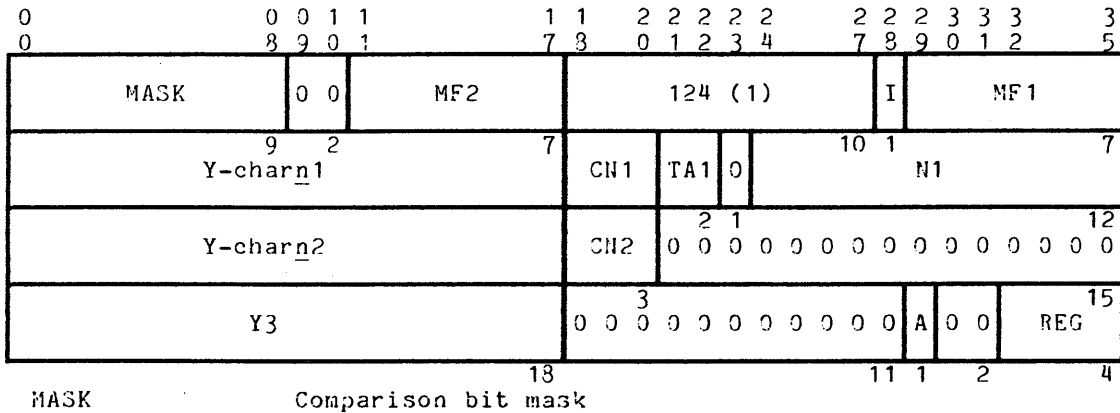 0 0 0 1 1 1 1 2 2 2 2 2 2 2 2 3 3 3 3
0 8 9 0 1 7 8 0 1 2 3 4 7 8 9 0 1 2 5
MASK 0 0 MF2 124 (1) I MF1
9 2 7 10 1 7
Y-charn1 CN1 TA1 0 N1
2 1 12
Y-charn2 CN2 0 0 0 0 0 0 0 0 0 0 0 0 0 0 0
3 15
Y3 0 0 0 0 0 0 0 0 0 0 0 A 0 0 REG
18 11 1 2 4
MASK Comparison bit mask